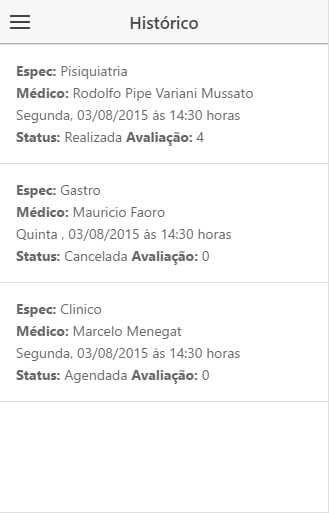 Histórico
Espec: Pisiquiatria
Médico: Rodolfo Pipe Variani Mussato
Segunda, 03/08/2015 às 14:30 horas
Status: Realizada Avaliação: 4
Espec: Gastro
Médico: Mauricio Faoro
Quinta , 03/08/2015 às 14:30 horas
Status: Cancelada Avaliação: 0
Espec: Clinico
Médico: Marcelo Menegat
Segunda, 03/08/2015 às 14:30 horas
Status: Agendada Avaliação: 0